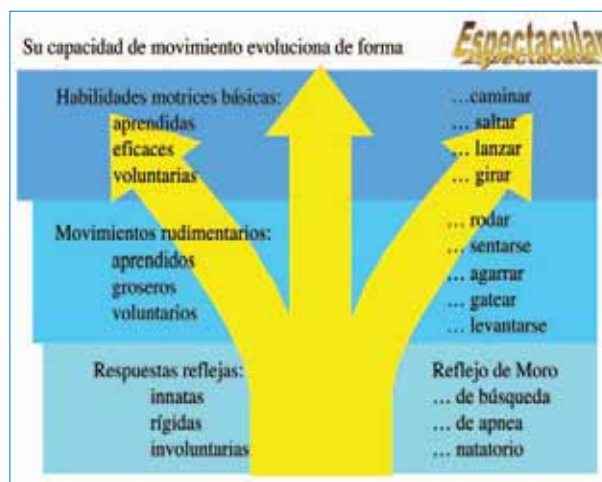 Su capacidad de movimiento evoluciona de forma Espectacular
Habilidades motrices básicas:
aprendidas
eficaces
voluntarias
…caminar
… saltar
… lanzar
… girar
Movimientos rudimentarios:
aprendidos
groseros
voluntarios
… rodar
… sentarse
… agarrar
… gatear
… levantarse
Respuestas reflejas:
innatas
rígidas
involuntarias
Reflejo de Moro
… de búsqueda
… de apnea
… natatorio